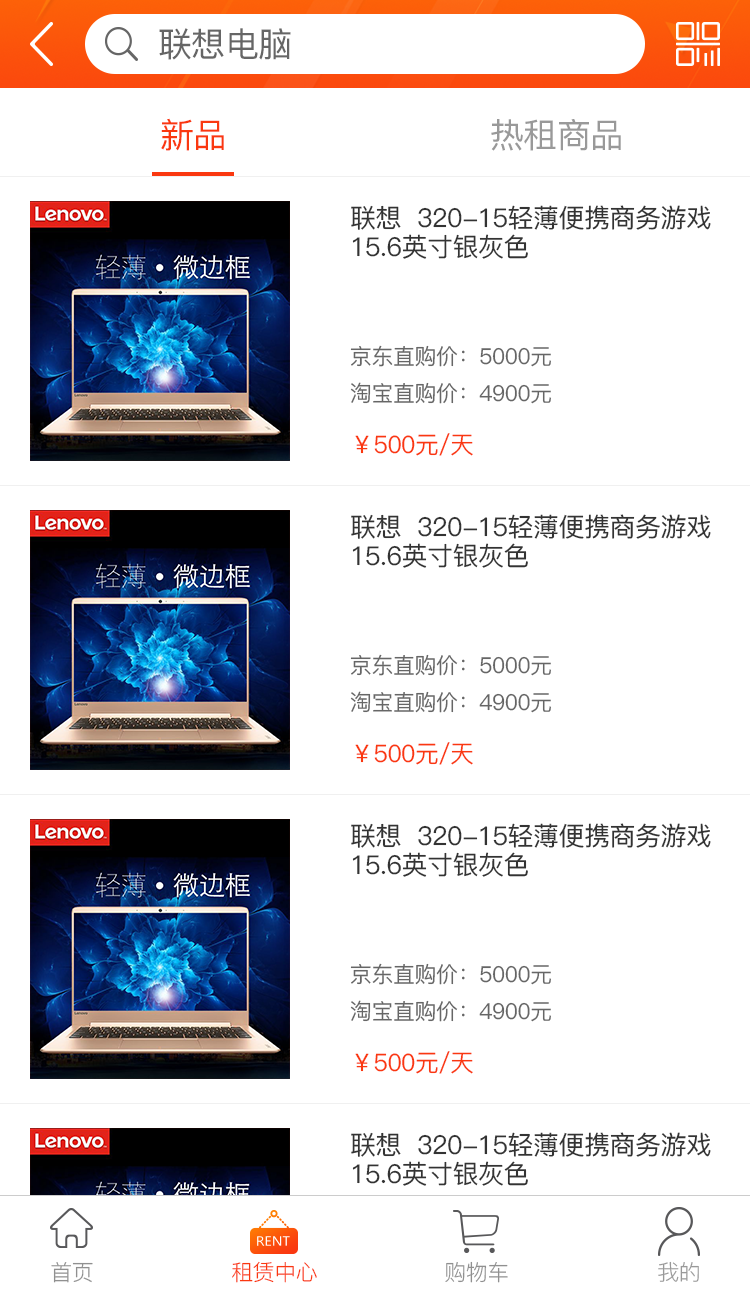 联想电脑
新品
热租商品
Lenovo
轻薄•微边框
联想 320-15轻薄便携商务游戏
15.6英寸银灰色
京东直购价：5000元
淘宝直购价：4900元
￥500元/天
Lenovo
轻薄•微边框
联想 320-15轻薄便携商务游戏
15.6英寸银灰色
京东直购价：5000元
淘宝直购价：4900元
￥500元/天
Lenovo
轻薄•微边框
联想 320-15轻薄便携商务游戏
15.6英寸银灰色
京东直购价：5000元
淘宝直购价：4900元
￥500元/天
Lenovo
轻薄•微边框
联想 320-15轻薄便携商务游戏
15.6英寸银灰色
首页
RENT
租赁中心
购物车
我的